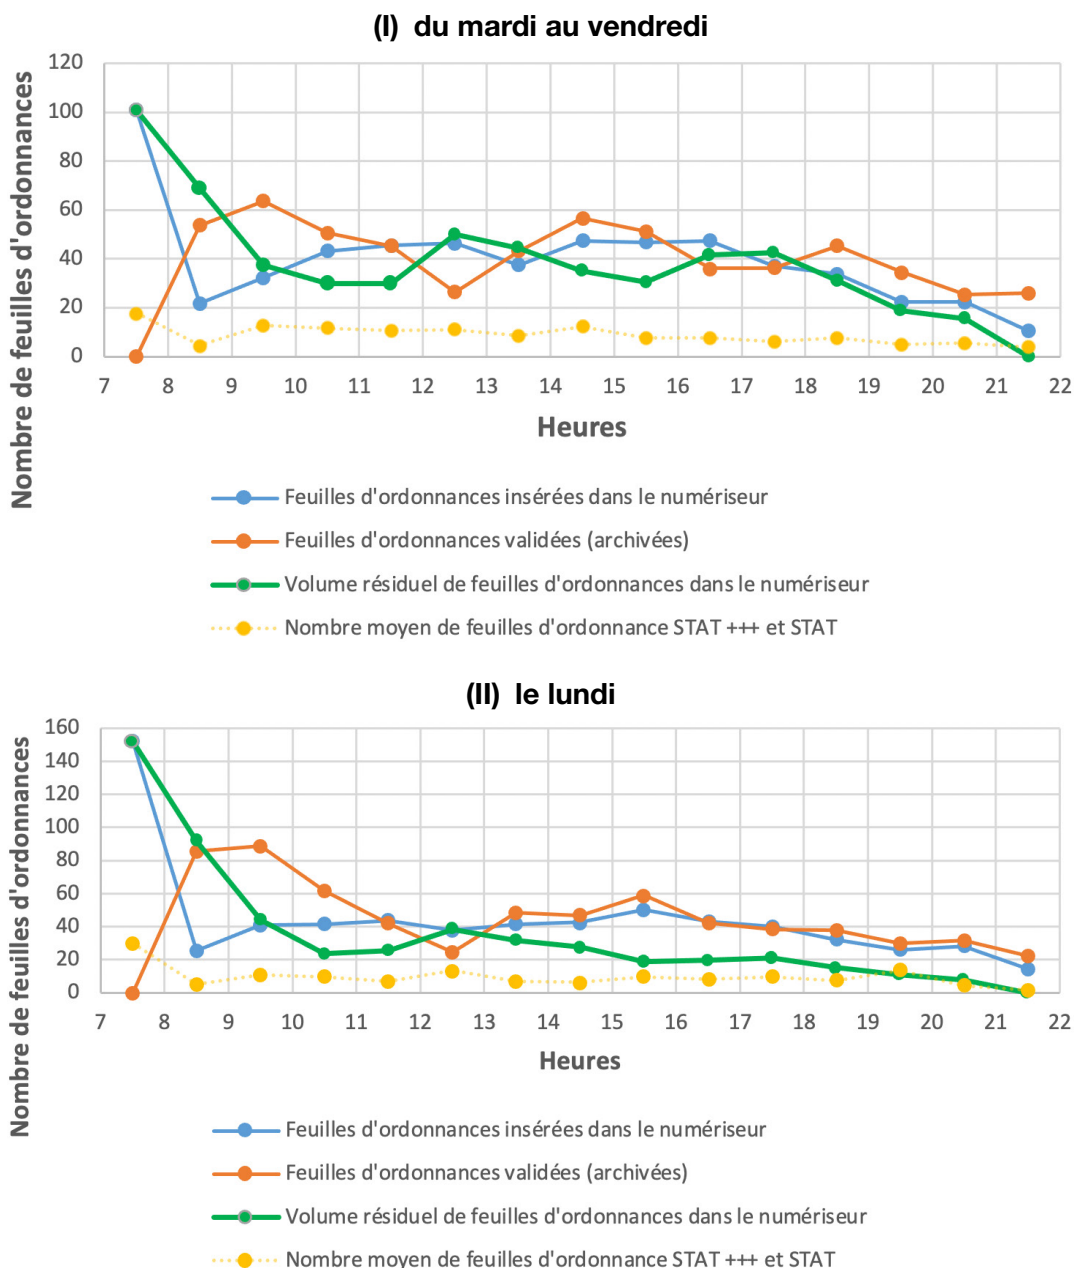 (I) du mardi au vendredi
120
100
80
60
40
20
0
Nombre de feuilles d'ordonnances
7 8 9 10 11 12 13 14 15 16 17 18 19 20 21 22
Heures
Feuilles d'ordonnances insérées dans le numériseur
Feuilles d'ordonnances validées (archivées)
Volume résiduel de feuilles d'ordonnances dans le numériseur
Nombre moyen de feuilles d'ordonnance STAT +++ et STAT
(II) le lundi
160
140
120
100
80
60
40
20
0
Nombre de feuilles d'ordonnances
7 8 9 10 11 12 13 14 15 16 17 18 19 20 21 22
Heures
Feuilles d'ordonnances insérées dans le numériseur
Feuilles d'ordonnances validées (archivées)
Volume résiduel de feuilles d'ordonnances dans le numériseur
Nombre moyen de feuilles d'ordonnance STAT +++ et STAT